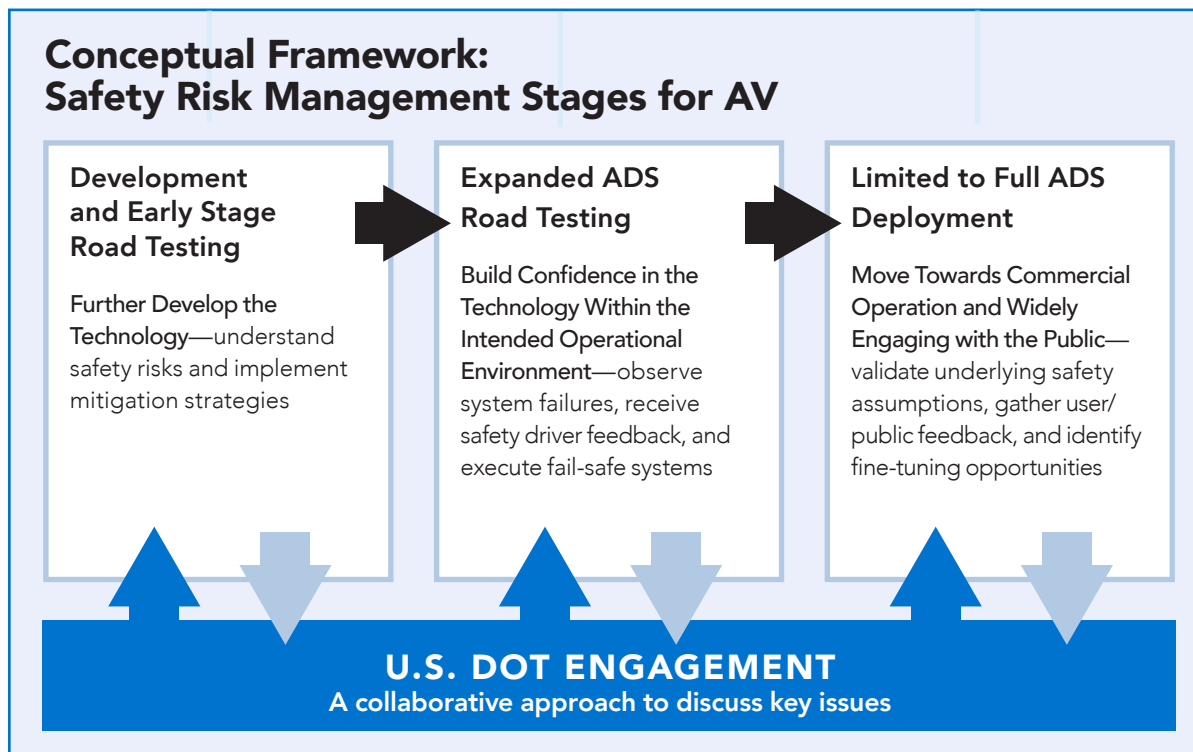 Conceptual Framework:
Safety Risk Management Stages for AV
Development
and Early Stage
Road Testing
Further Develop the
Technology—understand
safety risks and implement
mitigation strategies
Expanded ADS
Road Testing
Build Confidence in the
Technology Within the
Intended Operational
Environment—observe
system failures, receive
safety driver feedback, and
execute fail-safe systems
Limited to Full ADS
Deployment
Move Towards Commercial
Operation and Widely
Engaging with the Public—
validate underlying safety
assumptions, gather user/
public feedback, and identify
fine-tuning opportunities
U.S. DOT ENGAGEMENT
A collaborative approach to discuss key issues